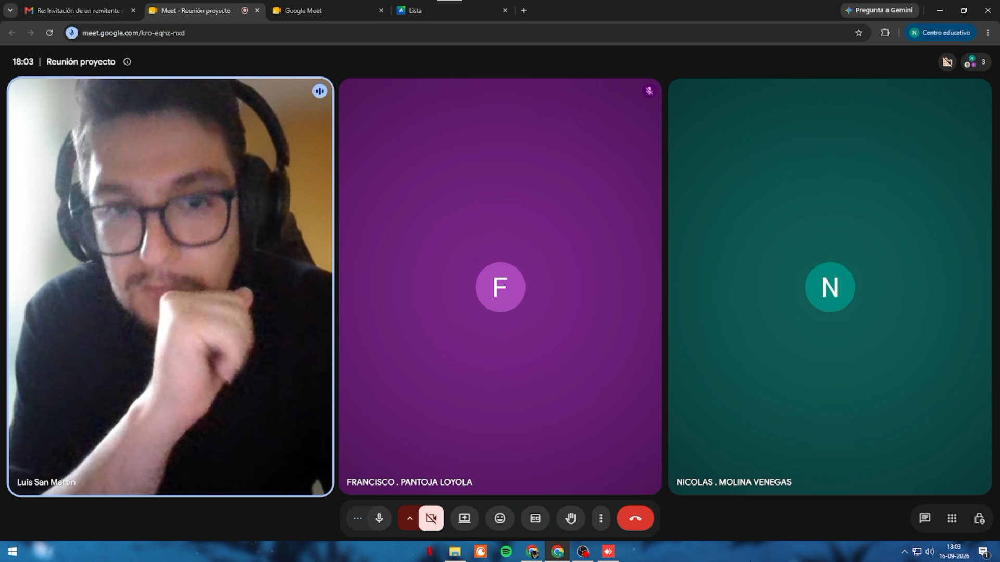 Re: Invitación de un remitente d
Meet - Reunión proyecto
Google Meet
Lista
Pregunta a Gemini
meet.google.com/kro-eqhz-nxd
N
Centro educativo
18:03 | Reunión proyecto
N
3
F
N
Luis San Martin
FRANCISCO . PANTOJA LOYOLA
NICOLAS . MOLINA VENEGAS
CC
18:03
16-09-2026
1